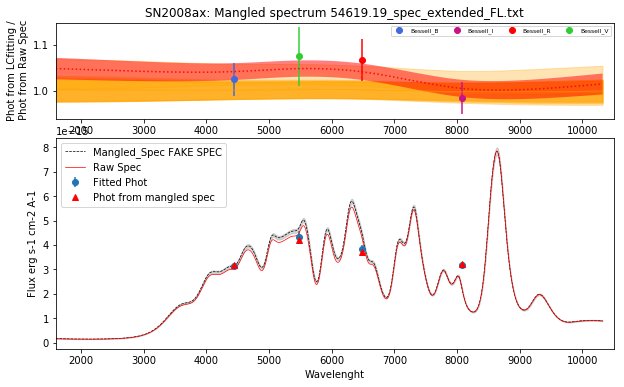 SN2008ax: Mangled spectrum 54619.19_spec_extended_FL.txt
Phot from LCfitting /
Phot from Raw Spec
1.1
1.0
Bessell_B
Bessell_I
Bessell_R
Bessell_V
2000 3000 4000 5000 6000 7000 8000 9000 10000
Flux erg s-1 cm-2 A-1
8
7
6
5
4
3
2
1
0
Mangled_Spec FAKE SPEC
Raw Spec
Fitted Phot
Phot from mangled spec
2000 3000 4000 5000 6000 7000 8000 9000 10000
Wavelenght